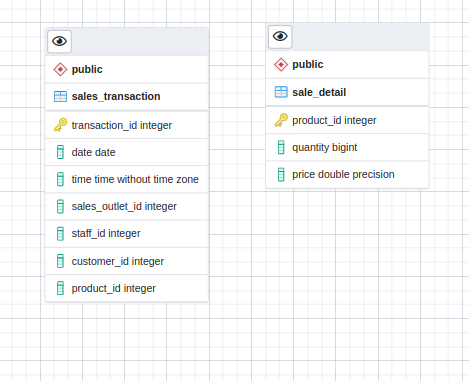 public
sales_transaction
transaction_id integer
date date
time time without time zone
sales_outlet_id integer
staff_id integer
customer_id integer
product_id integer
public
sale_detail
product_id integer
quantity bigint
price double precision